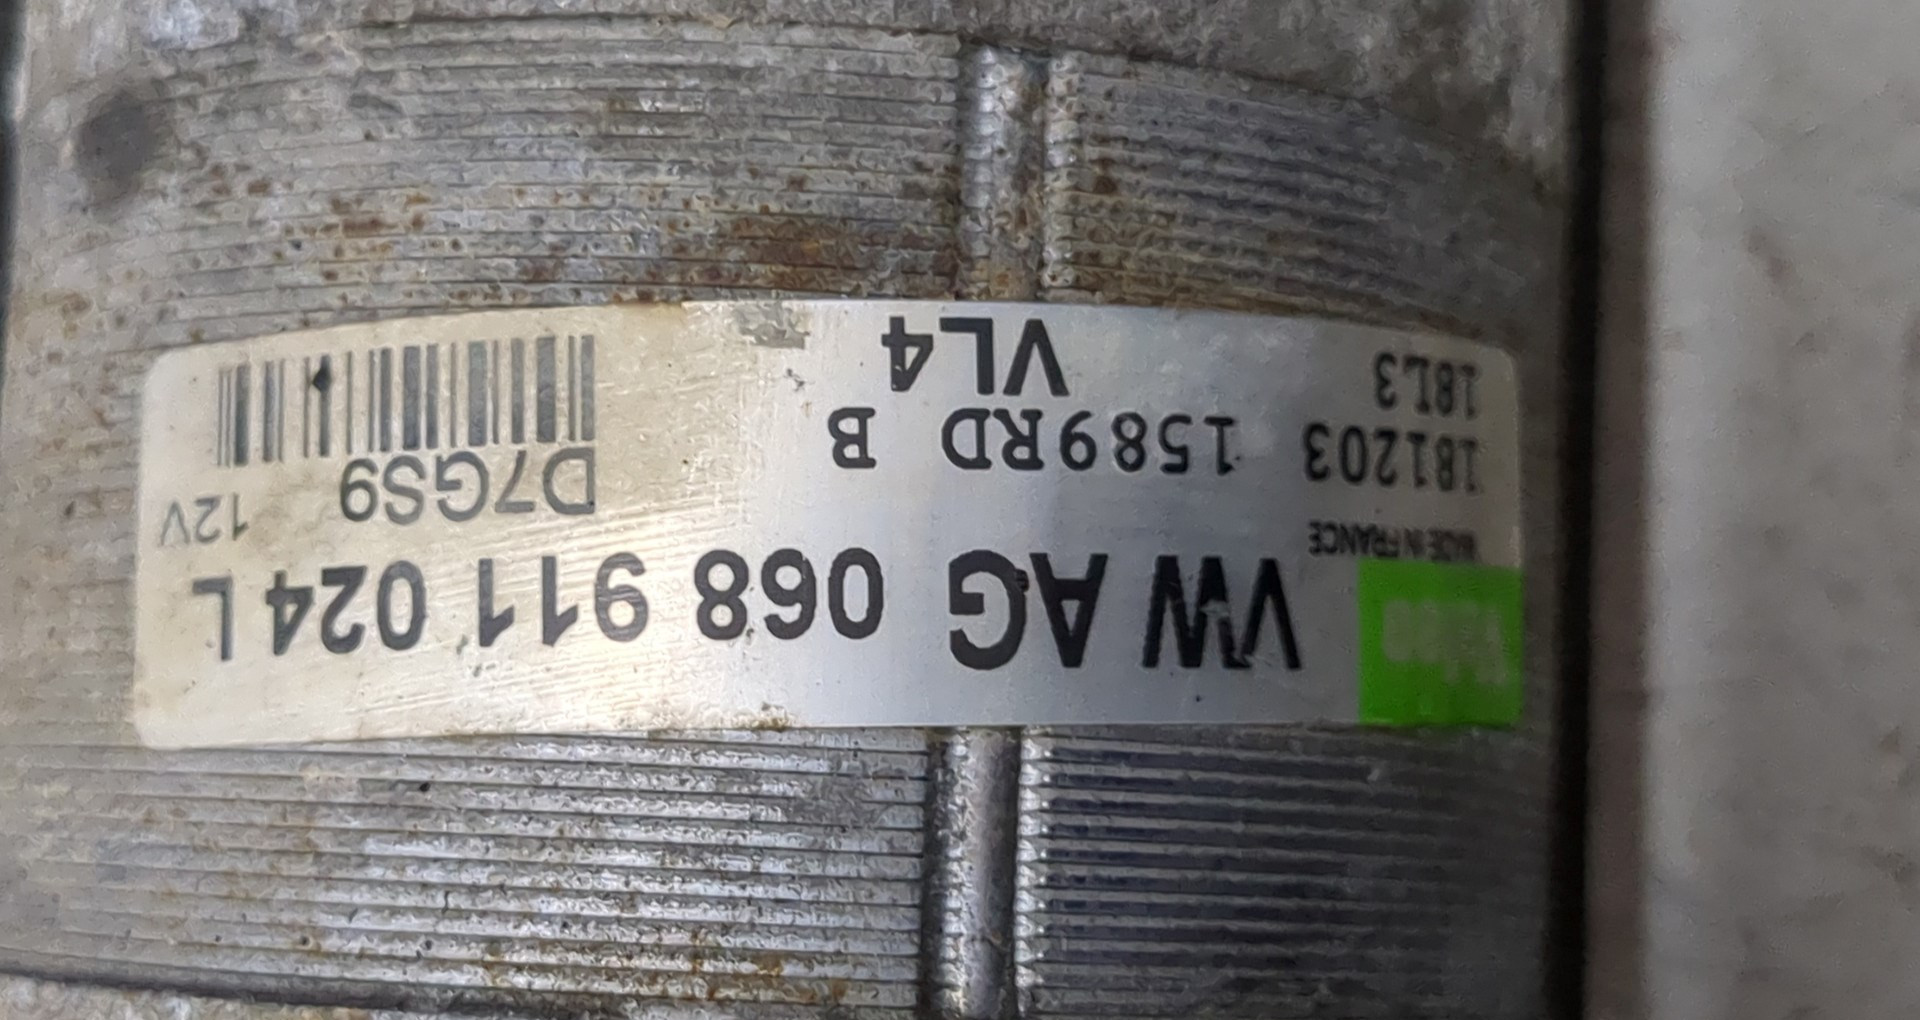 Valeo
VW AG 068 911 024 L
MADE IN FRANCE
181203 1589RD B
D7GS9 12V
18L3 VL4